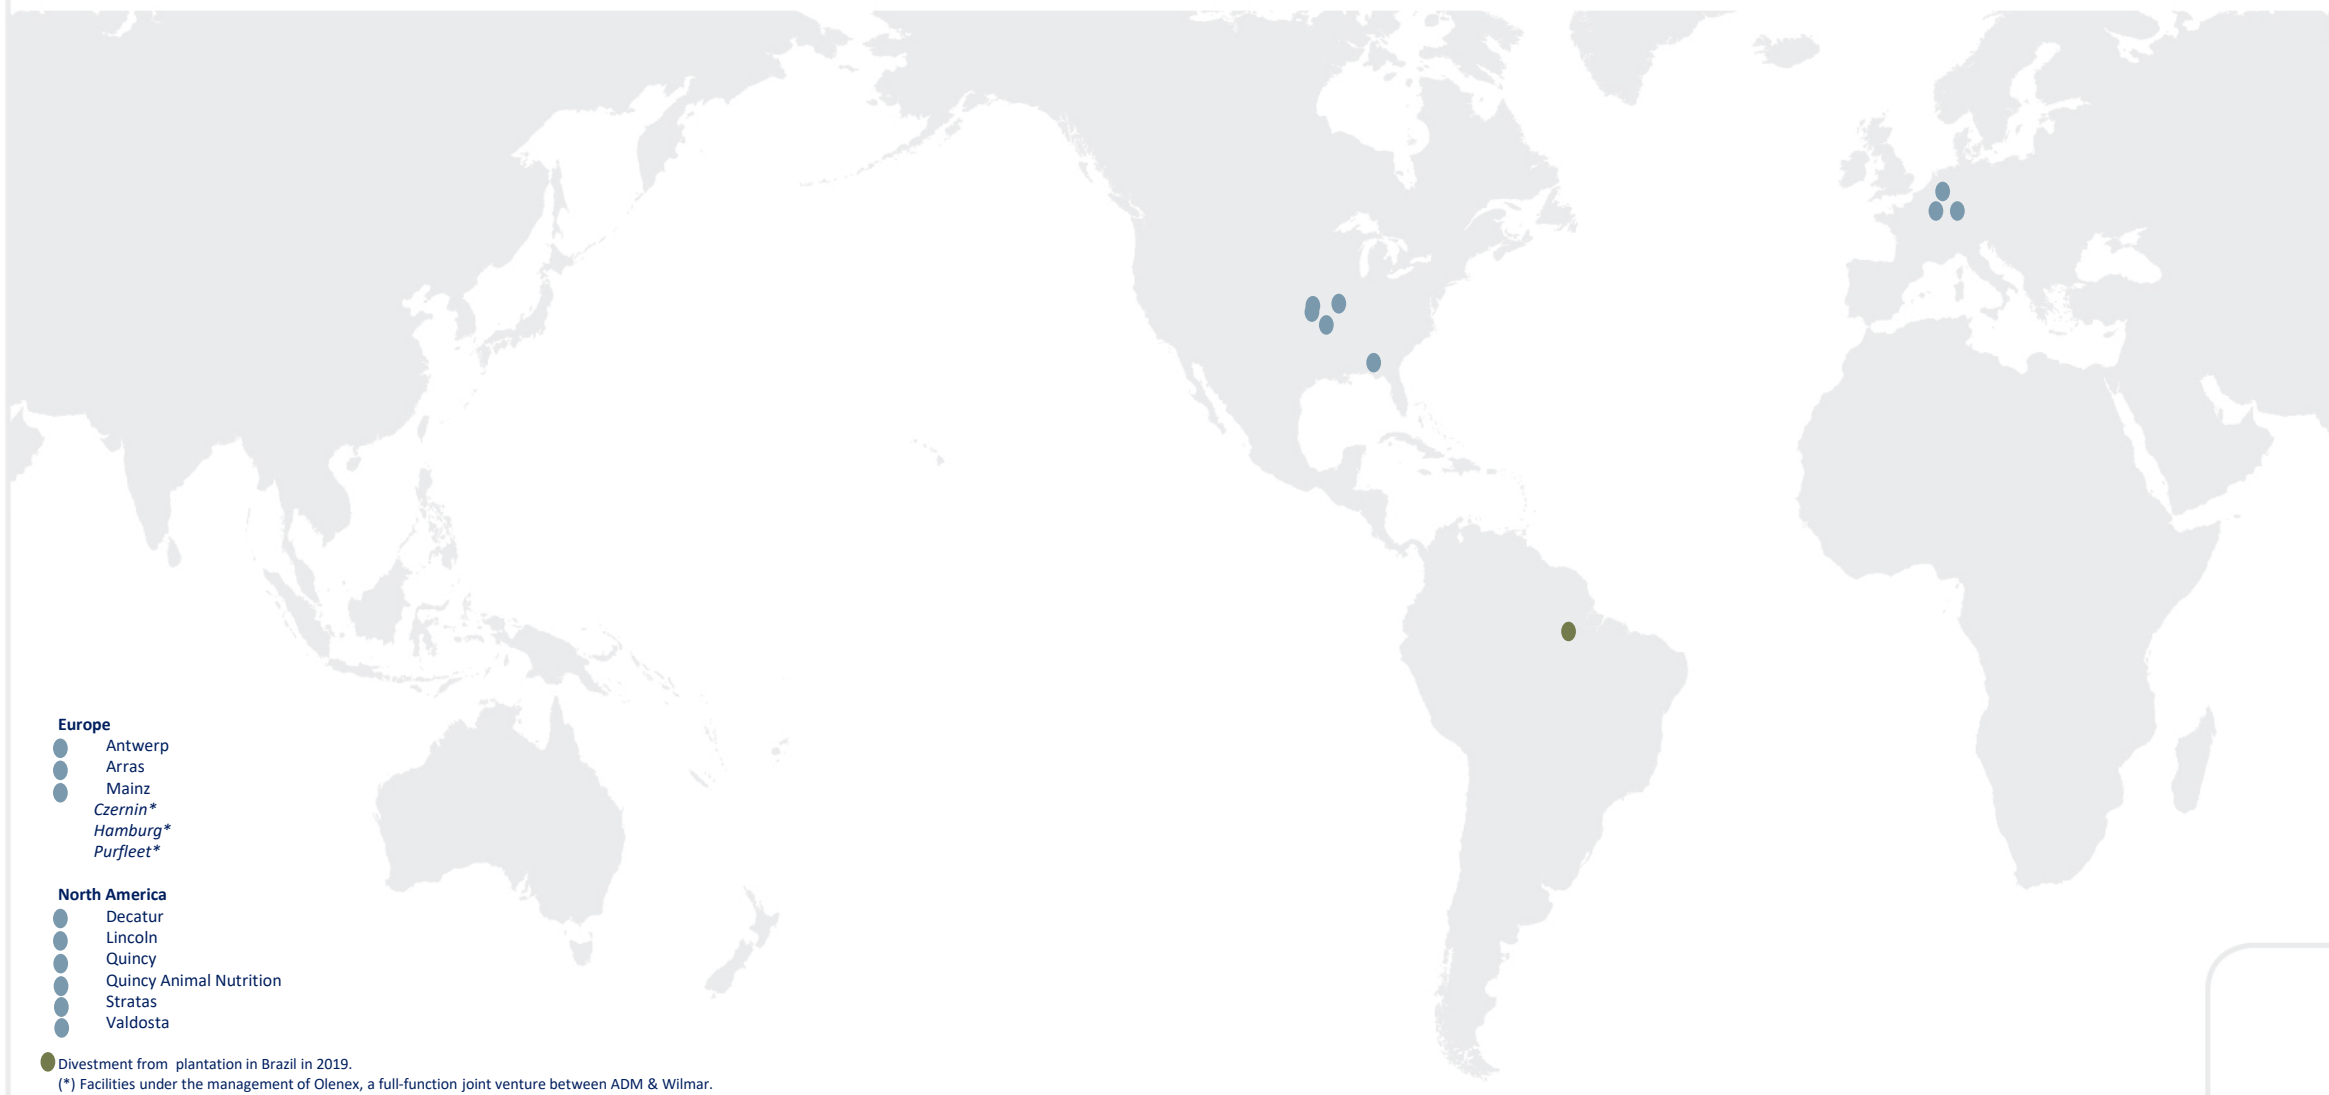 Europe
Antwerp
Arras
Mainz
Czernin*
Hamburg*
Purfleet*
North America
Decatur
Lincoln
Quincy
Quincy Animal Nutrition
Stratas
Valdosta
Divestment from plantation in Brazil in 2019.
(*) Facilities under the management of Olenex, a full-function joint venture between ADM & Wilmar.